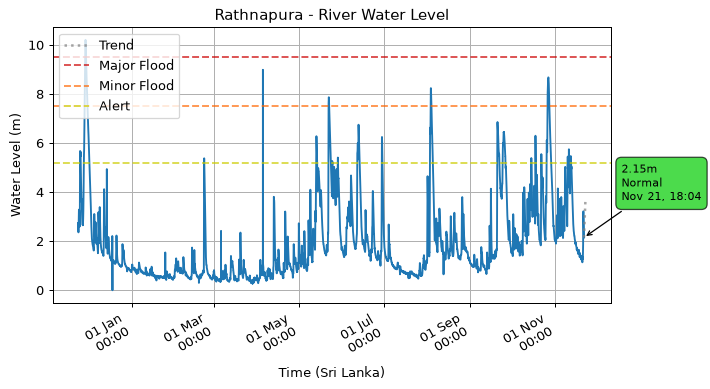 Rathnapura - River Water Level
Trend
Major Flood
Minor Flood
Alert
10
8
6
4
2
0
Water Level (m)
2.15m
Normal
Nov 21, 18:04
01 Jan
00:00
01 Mar
00:00
01 May
00:00
01 Jul
00:00
01 Sep
00:00
01 Nov
00:00
Time (Sri Lanka)